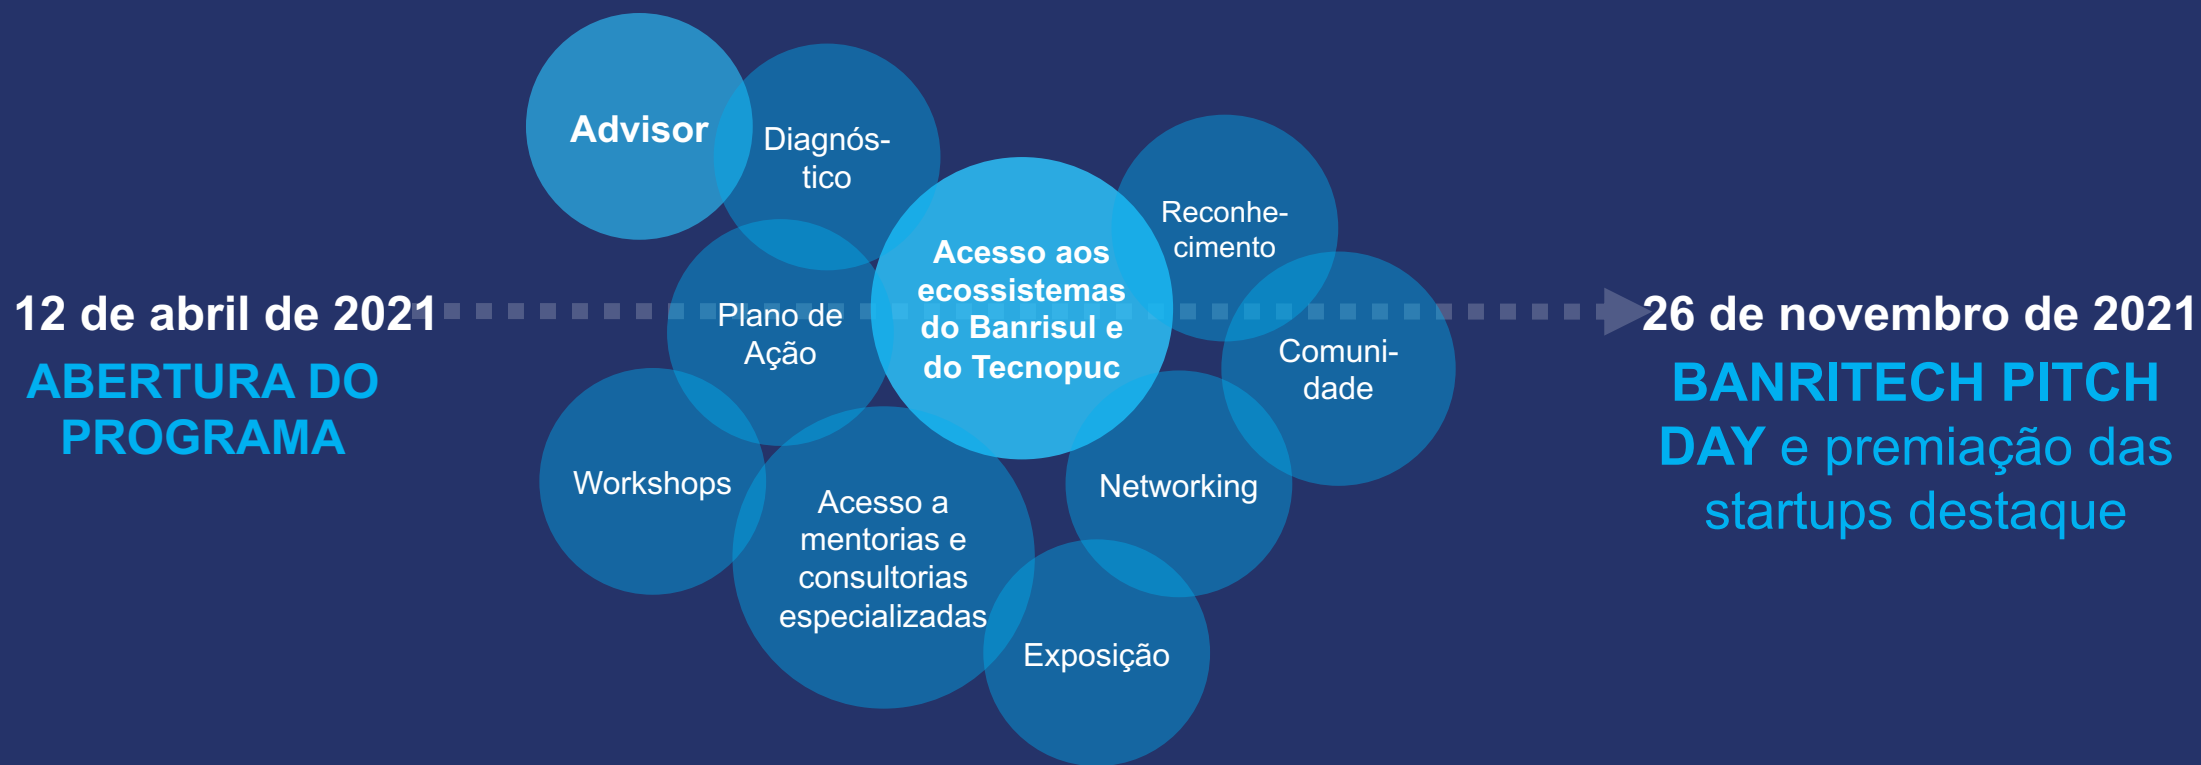 12 de abril de 2021
ABERTURA DO
PROGRAMA
Advisor
Diagnós-
tico
Plano de
Ação
Workshops
Acesso a
mentorias e
consultorias
especializadas
Acesso aos
ecossistemas
do Banrisul e
do Tecnopuc
Reconhe-
cimento
Comuni-
dade
Networking
Exposição
26 de novembro de 2021
BANRITECH PITCH
DAY e premiação das
startups destaque